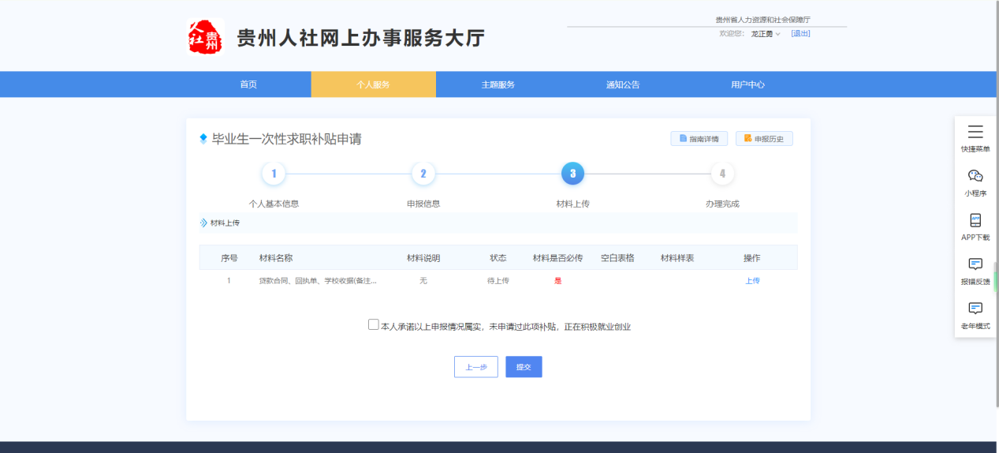 贵州省人力资源和社会保障厅
人社贵州
贵州人社网上办事服务大厅
欢迎您： 龙正勇 [退出]
首页 个人服务 主题服务 通知公告 用户中心
毕业生一次性求职补贴申请 指南详情 申报历史
1 2 3 4
个人基本信息 申报信息 材料上传 办理完成
材料上传
序号 材料名称 材料说明 状态 材料是否必传 空白表格 材料样表 操作
1 贷款合同、回执单、学校收据(备注... 无 待上传 是 上传
本人承诺以上申报情况属实，未申请过此项补贴，正在积极就业创业
上一步 提交
快捷菜单
小程序
APP
APP下载
报错反馈
老年模式